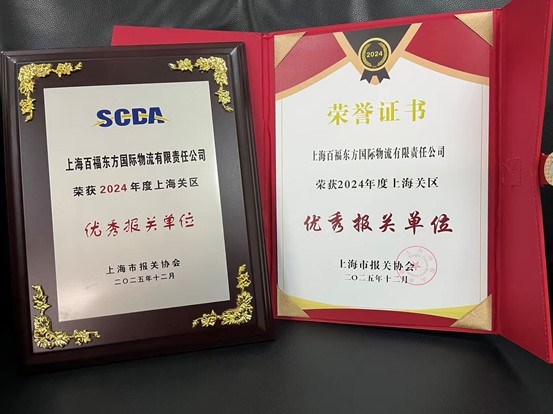 SCDA
上海百福东方国际物流有限责任公司
荣获 2024 年度上海关区
优秀报关单位
上海市报关协会
二〇二五年十二月
2024
荣誉证书
上海百福东方国际物流有限责任公司
荣获2024年度上海关区
优秀报关单位
上海市报关协会
二〇二五年十二月